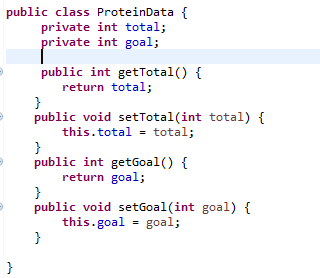 public class ProteinData {
    private int total;
    private int goal;

    public int getTotal() {
        return total;
    }
    public void setTotal(int total) {
        this.total = total;
    }
    public int getGoal() {
        return goal;
    }
    public void setGoal(int goal) {
        this.goal = goal;
    }

}